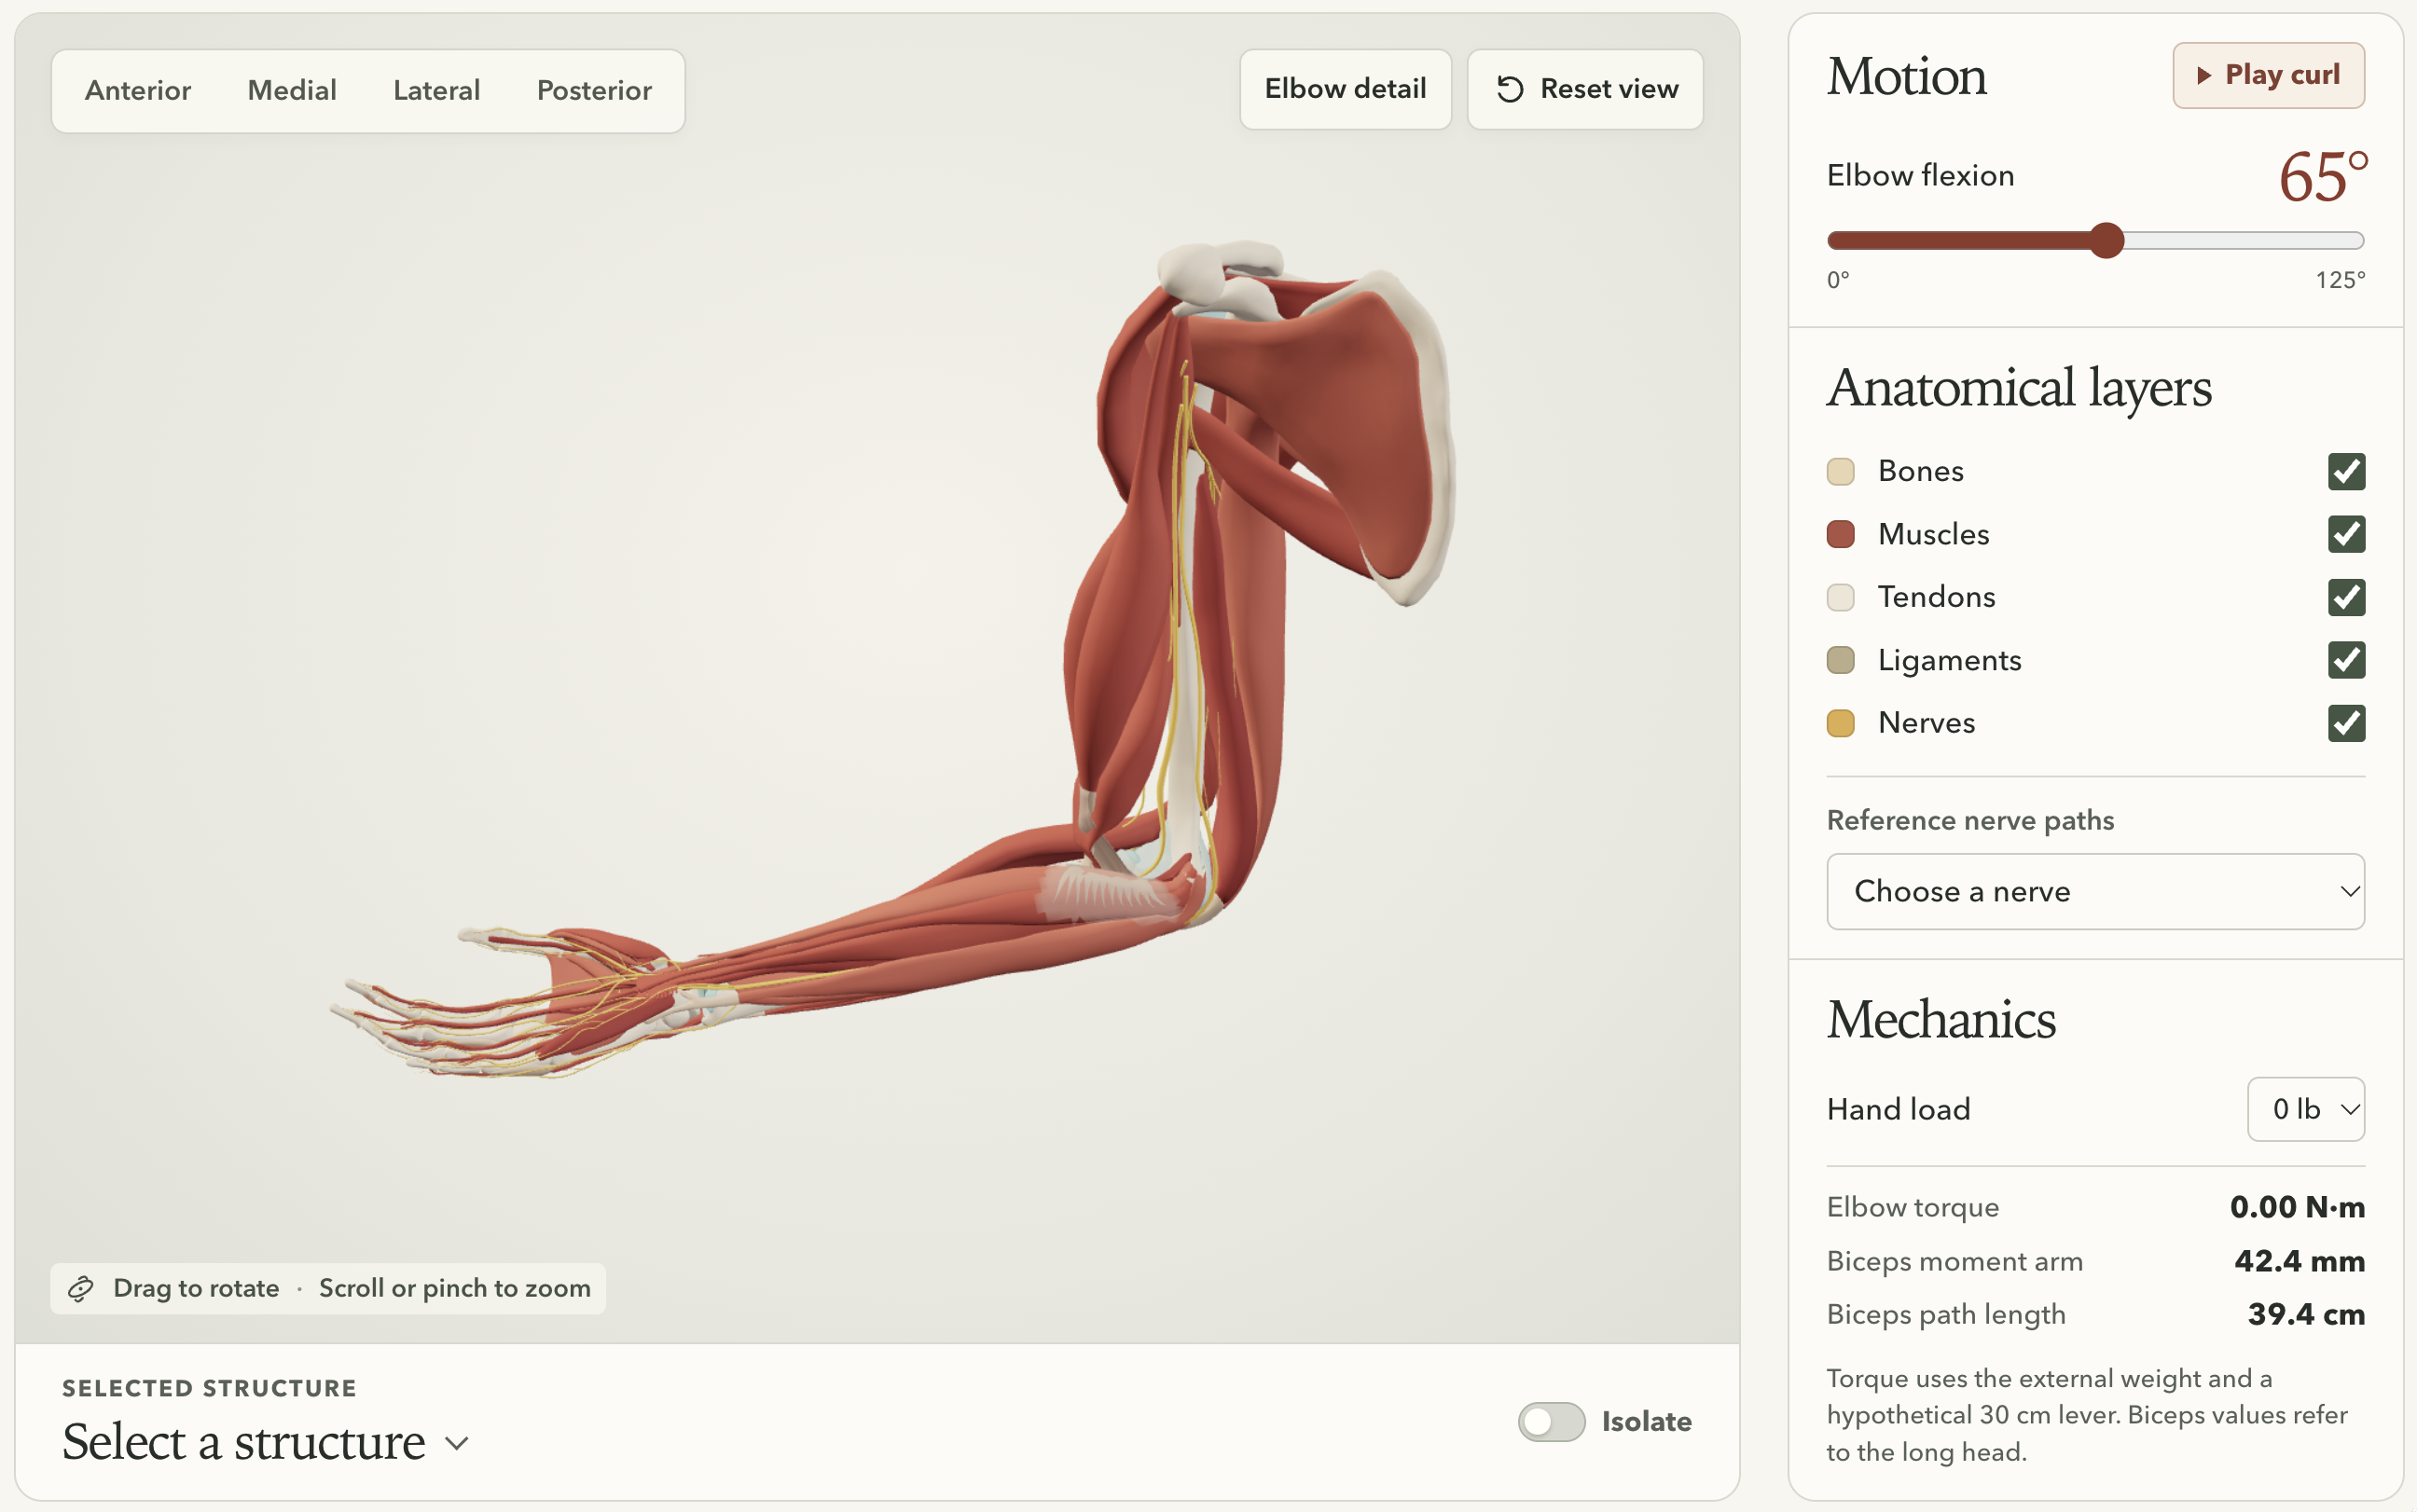 Anterior Medial Lateral Posterior
Elbow detail
Reset view
Drag to rotate · Scroll or pinch to zoom
SELECTED STRUCTURE
Select a structure
Isolate
Motion
Play curl
Elbow flexion 65°
0° 125°
Anatomical layers
Bones
Muscles
Tendons
Ligaments
Nerves
Reference nerve paths
Choose a nerve
Mechanics
Hand load 0 lb
Elbow torque 0.00 N·m
Biceps moment arm 42.4 mm
Biceps path length 39.4 cm
Torque uses the external weight and a
hypothetical 30 cm lever. Biceps values refer
to the long head.